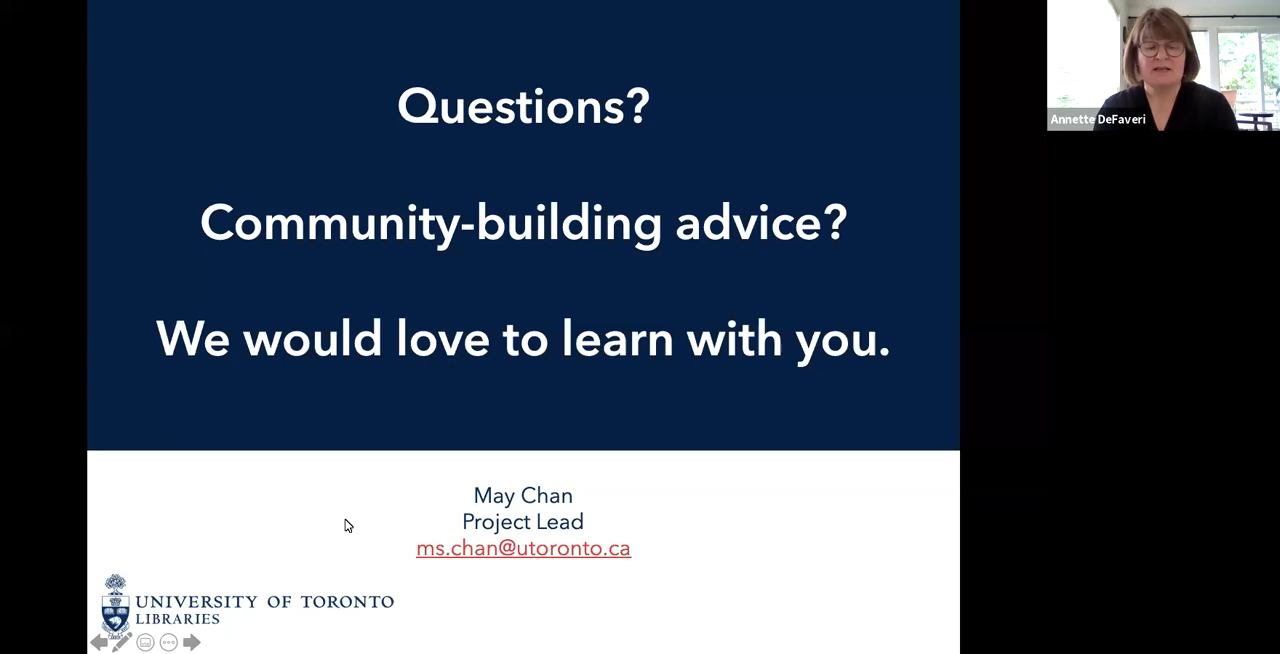 Questions?
Community-building advice?
We would love to learn with you.
May Chan
Project Lead
ms.chan@utoronto.ca
UNIVERSITY OF TORONTO
LIBRARIES
Annette DeFaveri